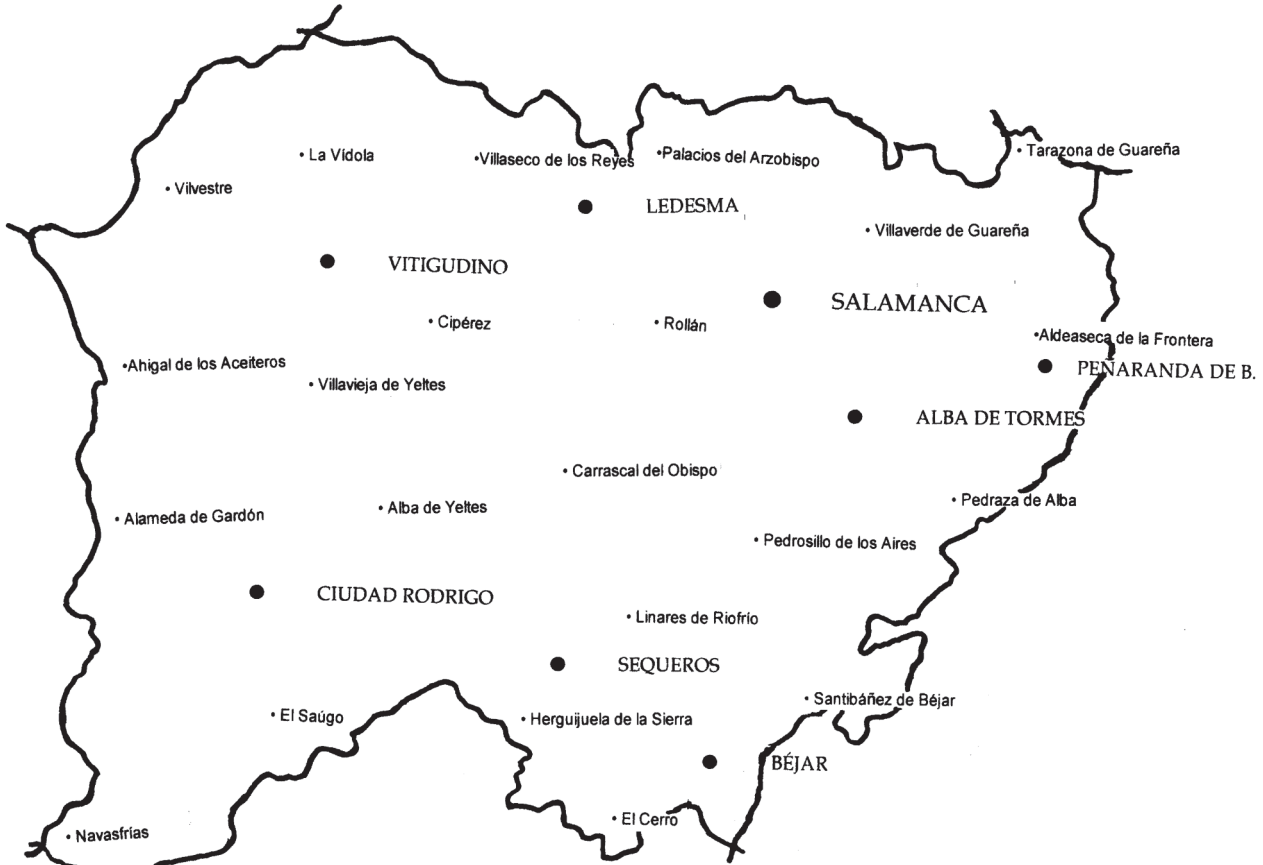 La Vídola
Villaseco de los Reyes
Palacios del Arzobispo
Tarazona de Guareña
Vilvestre
LEDESMA
Villaverde de Guareña
VITIGUDINO
SALAMANCA
Cipérez
Rollán
Aldeaseca de la Frontera
Ahigal de los Aceiteros
PEÑARANDA DE B.
Villavieja de Yeltes
ALBA DE TORMES
Carrascal del Obispo
Pedraza de Alba
Alba de Yeltes
Alameda de Gardón
Pedrosillo de los Aires
CIUDAD RODRIGO
Linares de Riofrío
SEQUEROS
Santibáñez de Béjar
El Saúgo
Herguijuela de la Sierra
BÉJAR
El Cerro
Navasfrías